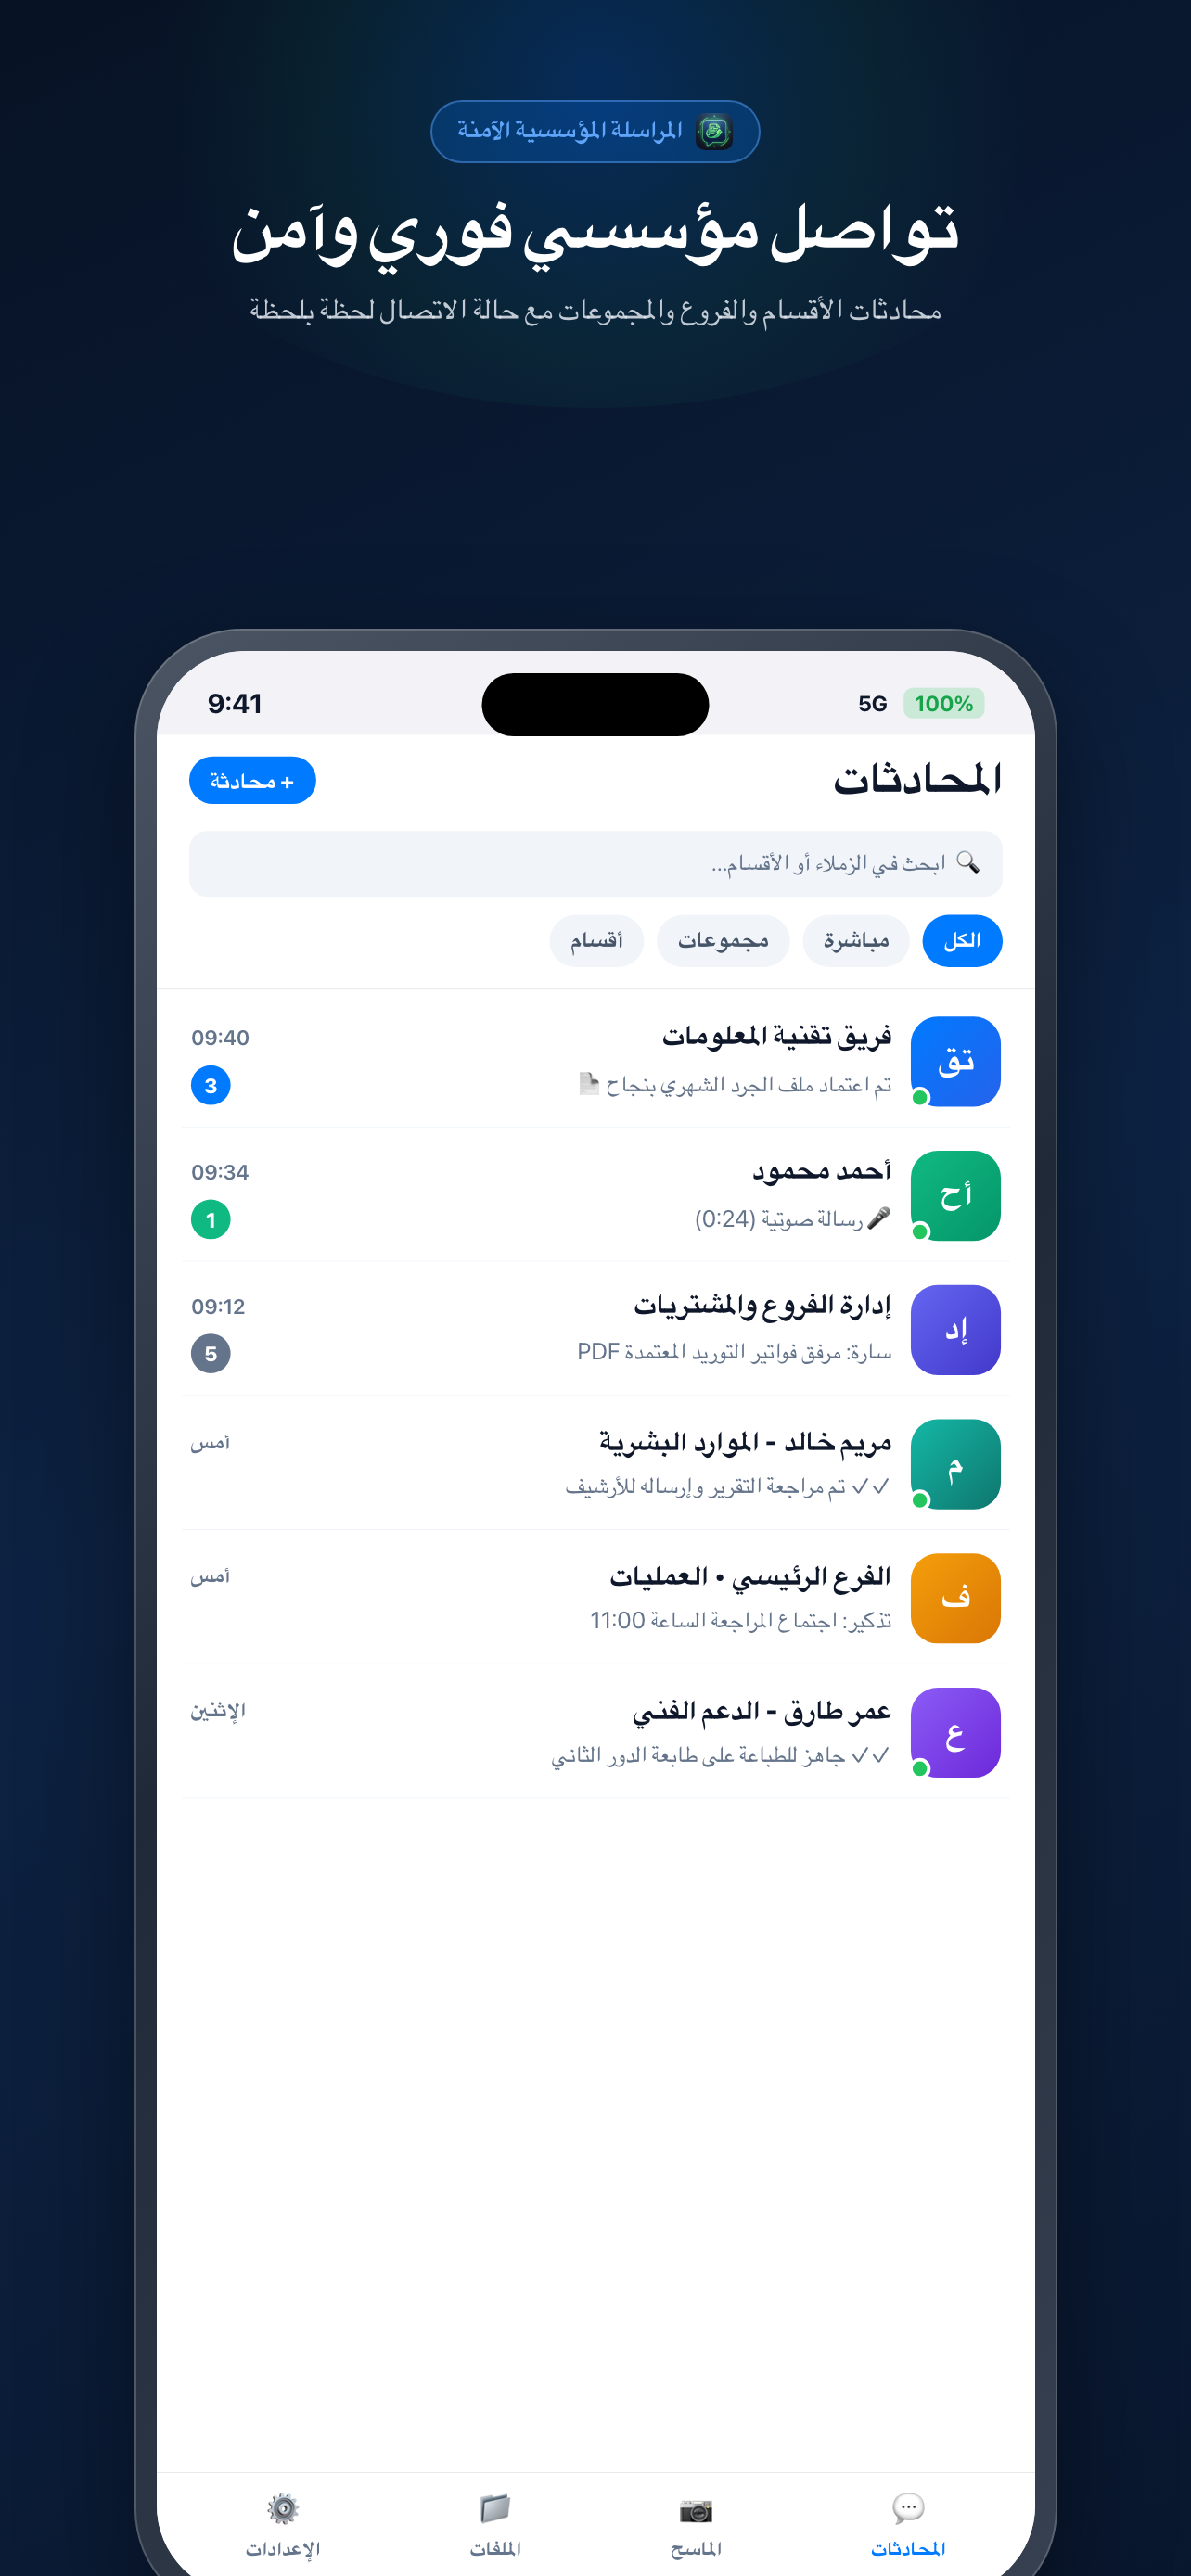 المراسلة المؤسسية الآمنة
تواصل مؤسسي فوري وآمن
محادثات الأقسام والفروع والمجموعات مع حالة الاتصال لحظة بلحظة
9:41 5G 100%
المحادثات
+ محادثة
ابحث في الزملاء أو الأقسام...
الكل مباشرة مجموعات أقسام
تق
فريق تقنية المعلومات 09:40
تم اعتماد ملف الجرد الشهري بنجاح 3
أح
أحمد محمود 09:34
رسالة صوتية (0:24) 1
إد
إدارة الفروع والمشتريات 09:12
سارة: مرفق فواتير التوريد المعتمدة PDF 5
م
مريم خالد - الموارد البشرية أمس
✓✓ تم مراجعة التقرير وإرساله للأرشيف
ف
الفرع الرئيسي • العمليات أمس
تذكير: اجتماع المراجعة الساعة 11:00
ع
عمر طارق - الدعم الفني الإثنين
✓✓ جاهز للطباعة على طابعة الدور الثاني
المحادثات الماسح الملفات الإعدادات